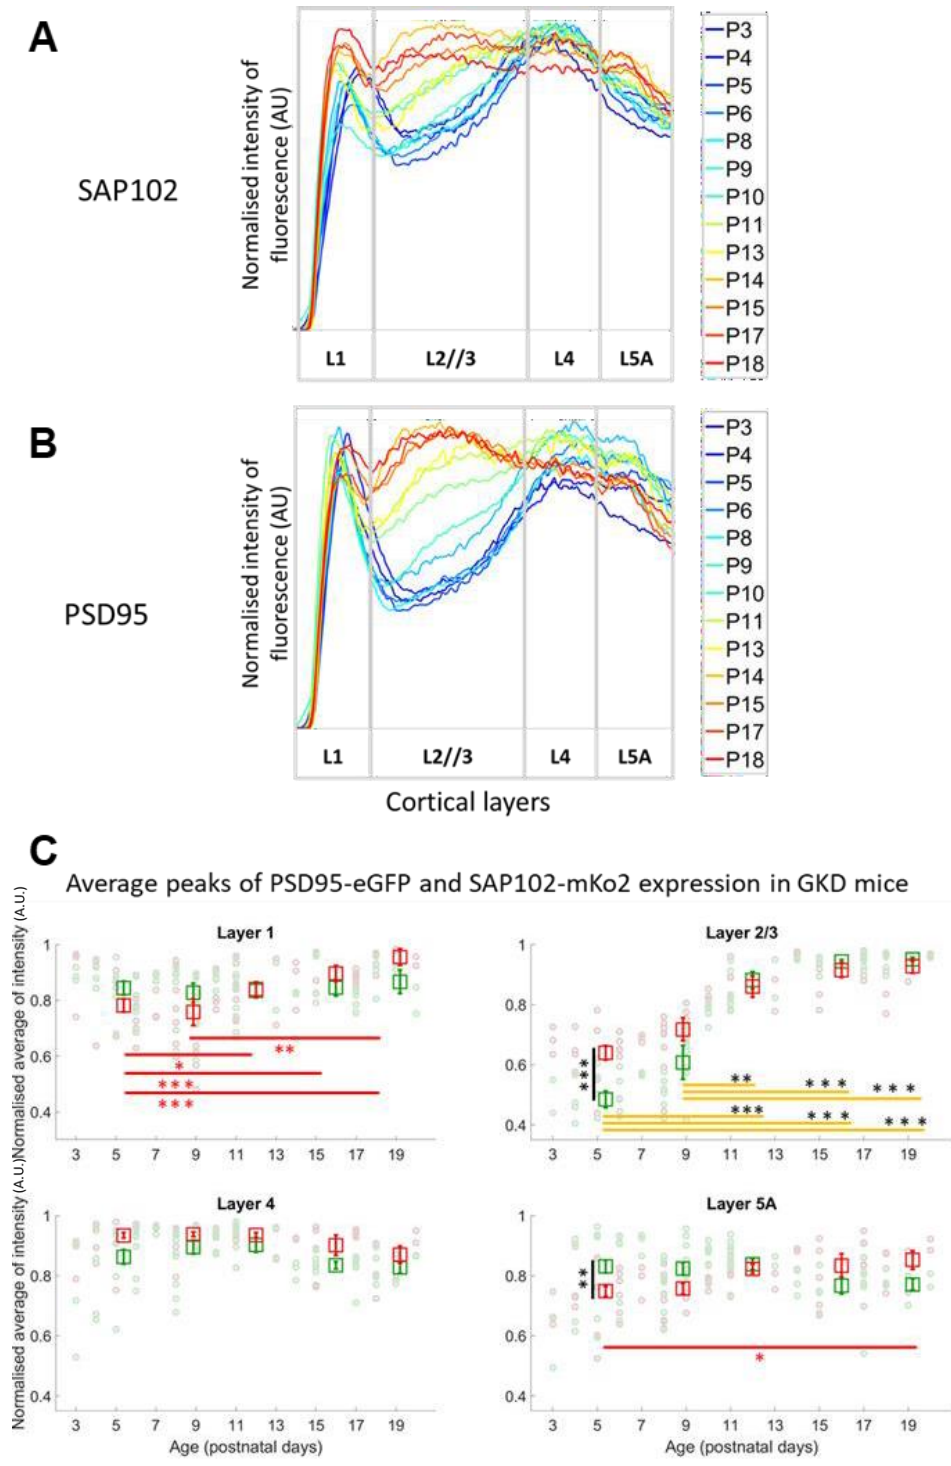 A
SAP102
Normalised intensity of
fluorescence (AU)
L1
L2//3
L4
L5A
P3
P4
P5
P6
P8
P9
P10
P11
P13
P14
P15
P17
P18
B
PSD95
Normalised intensity of
fluorescence (AU)
L1
L2//3
L4
L5A
Cortical layers
P3
P4
P5
P6
P8
P9
P10
P11
P13
P14
P15
P17
P18
C
Average peaks of PSD95-eGFP and SAP102-mKo2 expression in GKD mice
Normalised average of intensity (A.U.)
Layer 1
1
0.8
0.6
0.4
**
*
***
***
3 5 7 9 11 13 15 17 19
Layer 2/3
1
0.8
0.6
0.4
***
** *** ***
*** *** ***
3 5 7 9 11 13 15 17 19
Normalised average of intensity (A.U.)
Layer 4
1
0.8
0.6
0.4
3 5 7 9 11 13 15 17 19
Age (postnatal days)
Layer 5A
1
0.8
0.6
0.4
**
*
3 5 7 9 11 13 15 17 19
Age (postnatal days)